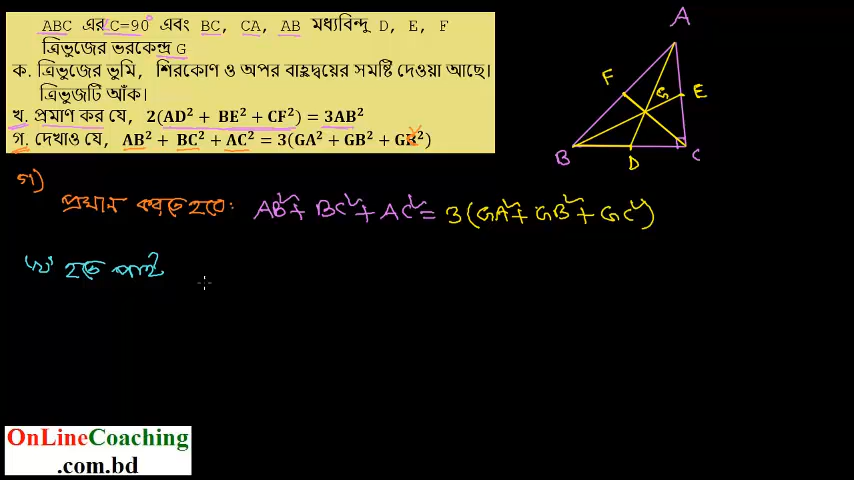 ABC এর ∠C=90° এবং BC, CA, AB মধ্যবিন্দু D, E, F
ত্রিভুজের ভরকেন্দ্র G
ক. ত্রিভুজের ভুমি, শিরকোণ ও অপর বাহুদ্বয়ের সমষ্টি দেওয়া আছে।
ত্রিভুজটি আঁক।
খ. প্রমাণ কর যে, 2(AD² + BE² + CF²) = 3AB²
গ. দেখাও যে, AB² + BC² + AC² = 3(GA² + GB² + GC²)
A
F
E
G
B
D
C
গ)
প্রমান করতে হবে: AB² + BC² + AC² = 3(GA² + GB² + GC²)
'খ' হতে পাই
OnLineCoaching
.com.bd